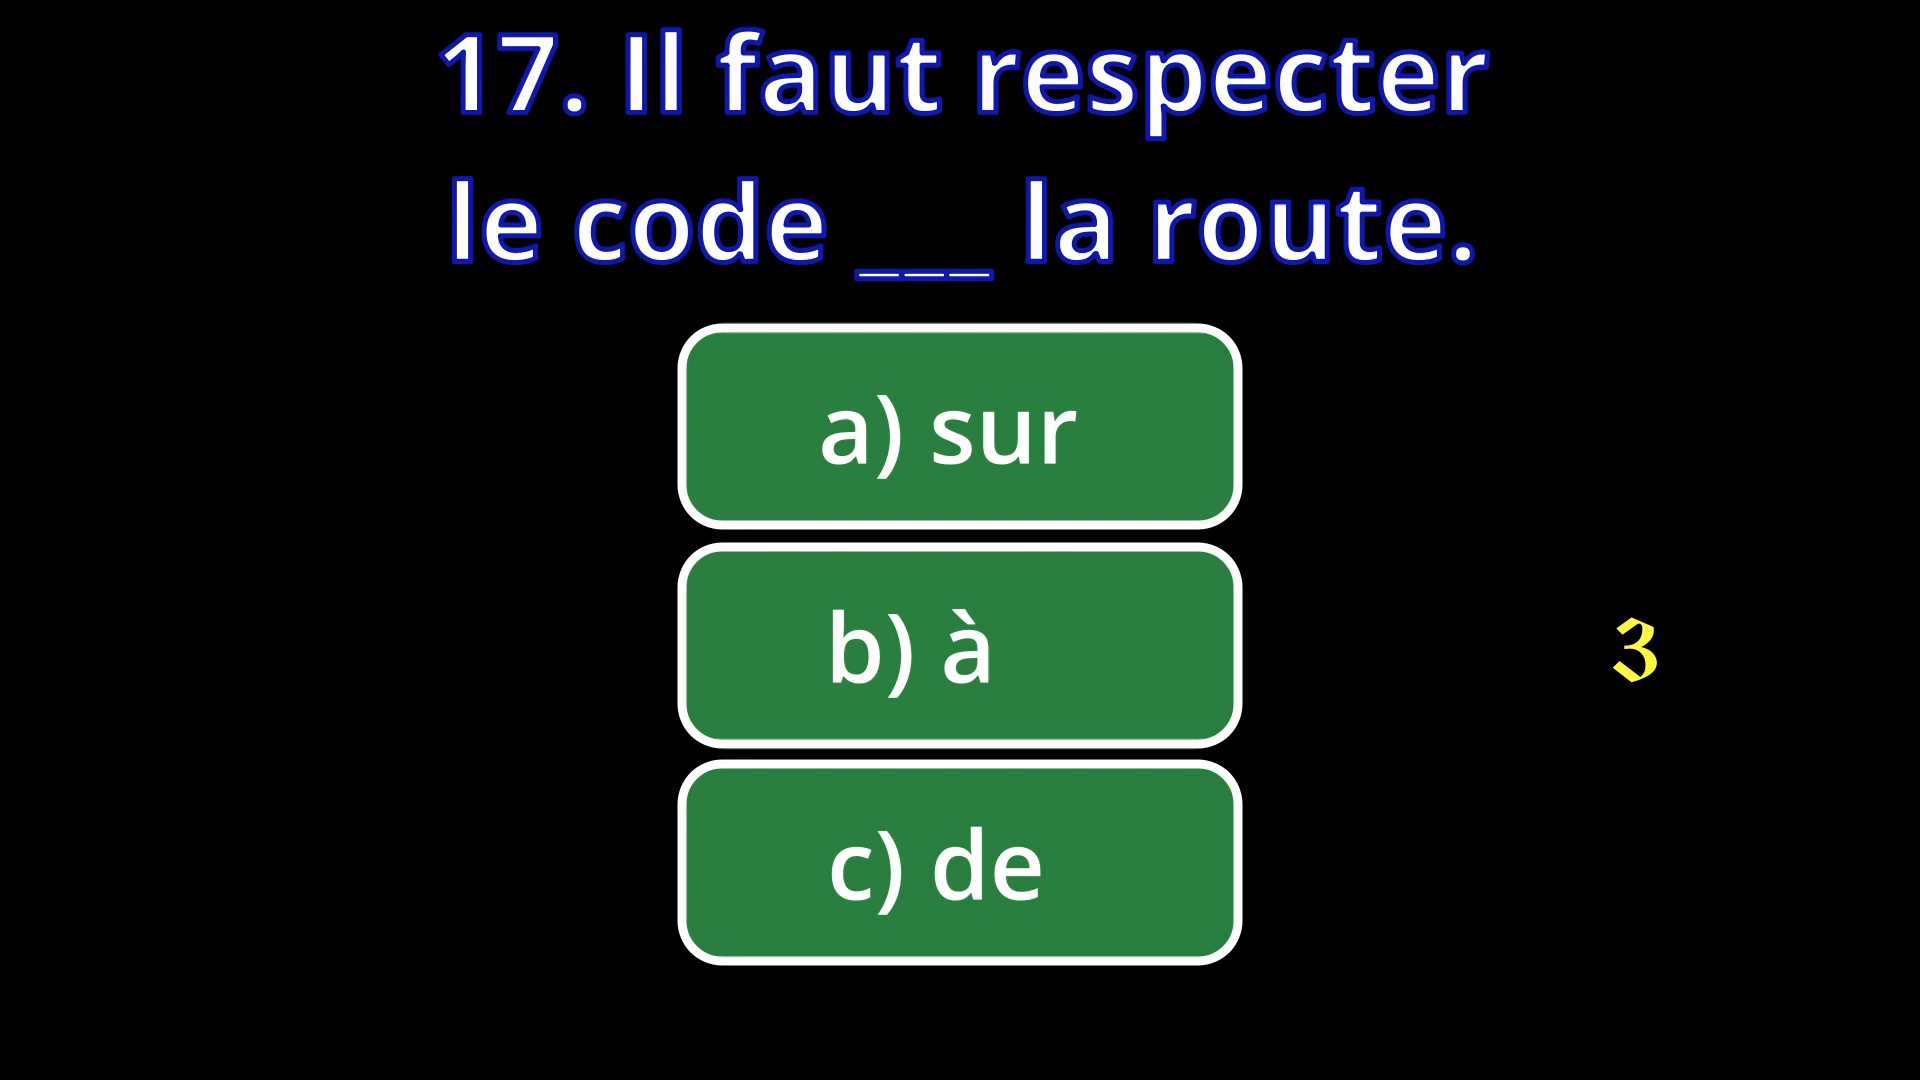 17. Il faut respecter
le code ___ la route.
a) sur
b) à
3
c) de